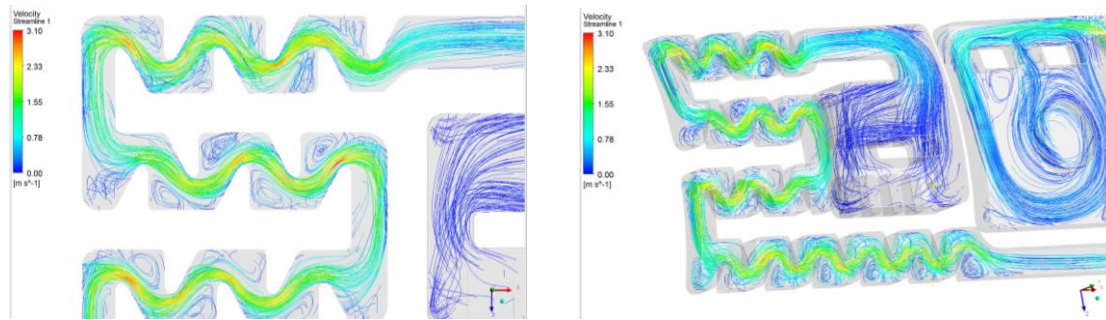 Velocity
Streamline 1
3.10
2.33
1.55
0.78
0.00
[m s^-1]
Velocity
Streamline 1
3.10
2.33
1.55
0.78
0.00
[m s^-1]